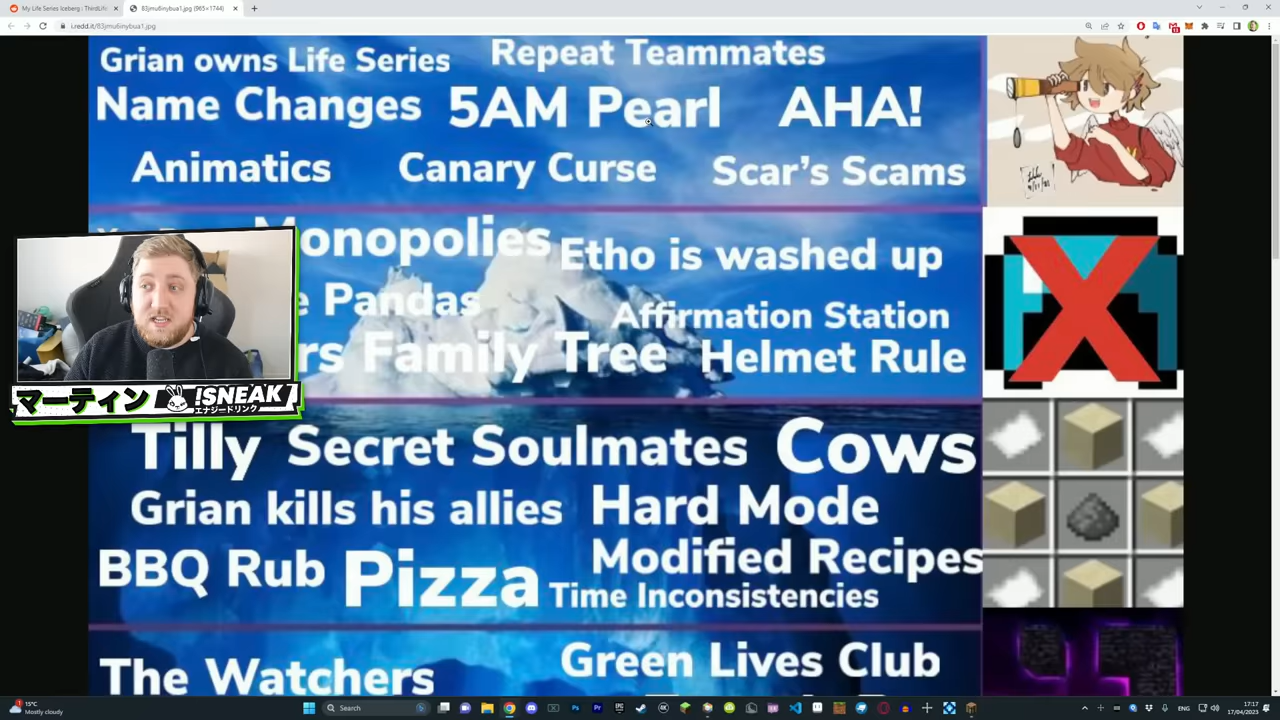 My Life Series Iceberg : ThirdLife
83jmu6inybua1.jpg (965×1744)
i.redd.it/83jmu6inybua1.jpg
Grian owns Life Series
Repeat Teammates
Name Changes
5AM Pearl
AHA!
Animatics
Canary Curse
Scar's Scams
Monopolies
Etho is washed up
Pandas
Affirmation Station
rs Family Tree
Helmet Rule
マーティン
!SNEAK
エナジードリンク
Tilly
Secret Soulmates
Cows
Grian kills his allies
Hard Mode
BBQ Rub
Pizza
Modified Recipes
Time Inconsistencies
The Watchers
Green Lives Club
15°C
Mostly cloudy
Search
ENG
17:17
17/04/2023